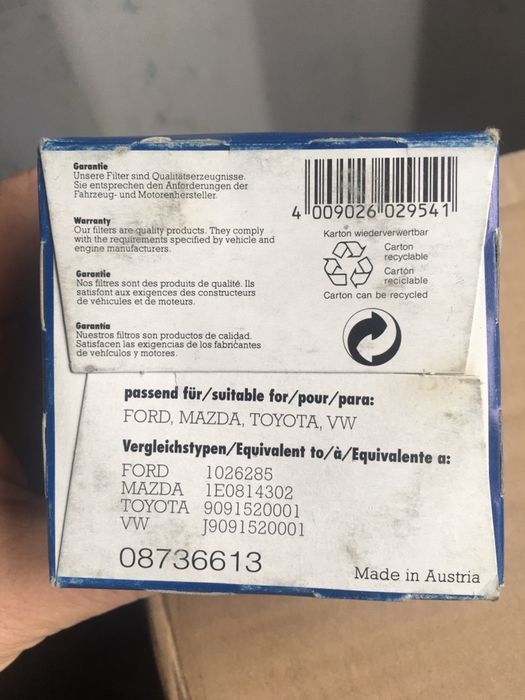 Garantie
Unsere Filter sind Qualitätserzeugnisse.
Sie entsprechen den Anforderungen der
Fahrzeug- und Motorenhersteller.
Warranty
Our filters are quality products. They comply
with the requirements specified by vehicle and
engine manufacturers.
Garantie
Nos filtres sont des produits de qualité. Ils
satisfont aux exigences des constructeurs
de véhicules et de moteurs.
Garantía
Nuestros filtros son productos de calidad.
Satisfacen las exigencias de los fabricantes
de vehículos y motores.
4 009026 029541
Karton wiederverwertbar
Carton
recyclable
Cartón
reciclable
Carton can be recycled
passend für/suitable for/pour/para:
FORD, MAZDA, TOYOTA, VW
Vergleichstypen/Equivalent to/à/Equivalente a:
FORD 1026285
MAZDA 1E0814302
TOYOTA 9091520001
VW J9091520001
08736613
Made in Austria